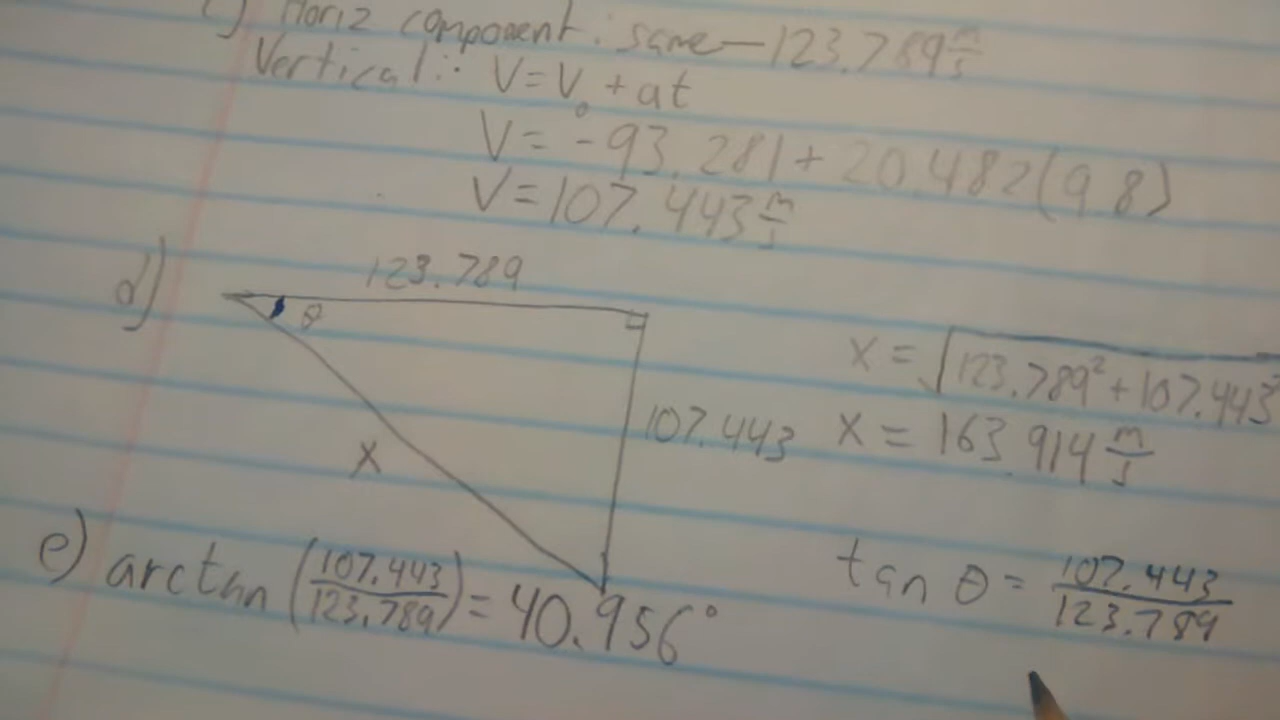 c) Horiz component: same—123.789 m/s
Vertical: V=V₀+at
V= -93.281+20.482(9.8)
V=107.443 m/s
d) 123.789
θ
x = √123.789²+107.443²
107.443
x = 163.914 m/s
x
e) arctan (107.443/123.789) = 40.956°
tan θ = 107.443/123.789